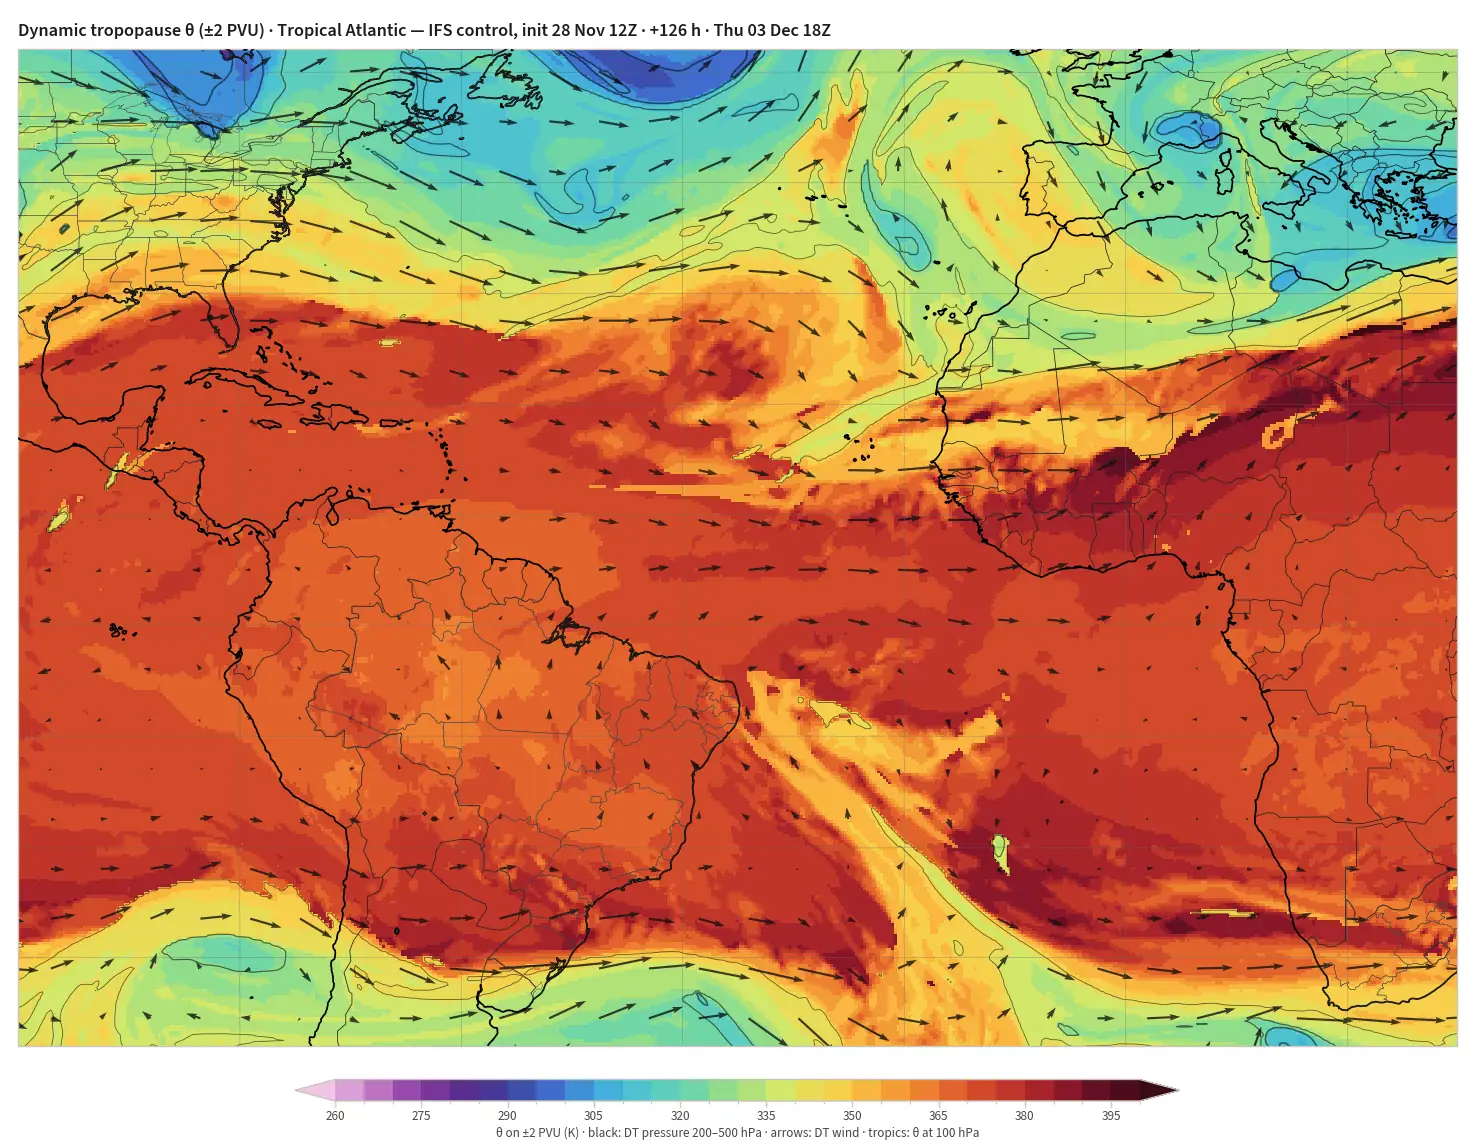 Dynamic tropopause θ (±2 PVU) · Tropical Atlantic — IFS control, init 28 Nov 12Z · +126 h · Thu 03 Dec 18Z
260 275 290 305 320 335 350 365 380 395
θ on ±2 PVU (K) · black: DT pressure 200–500 hPa · arrows: DT wind · tropics: θ at 100 hPa